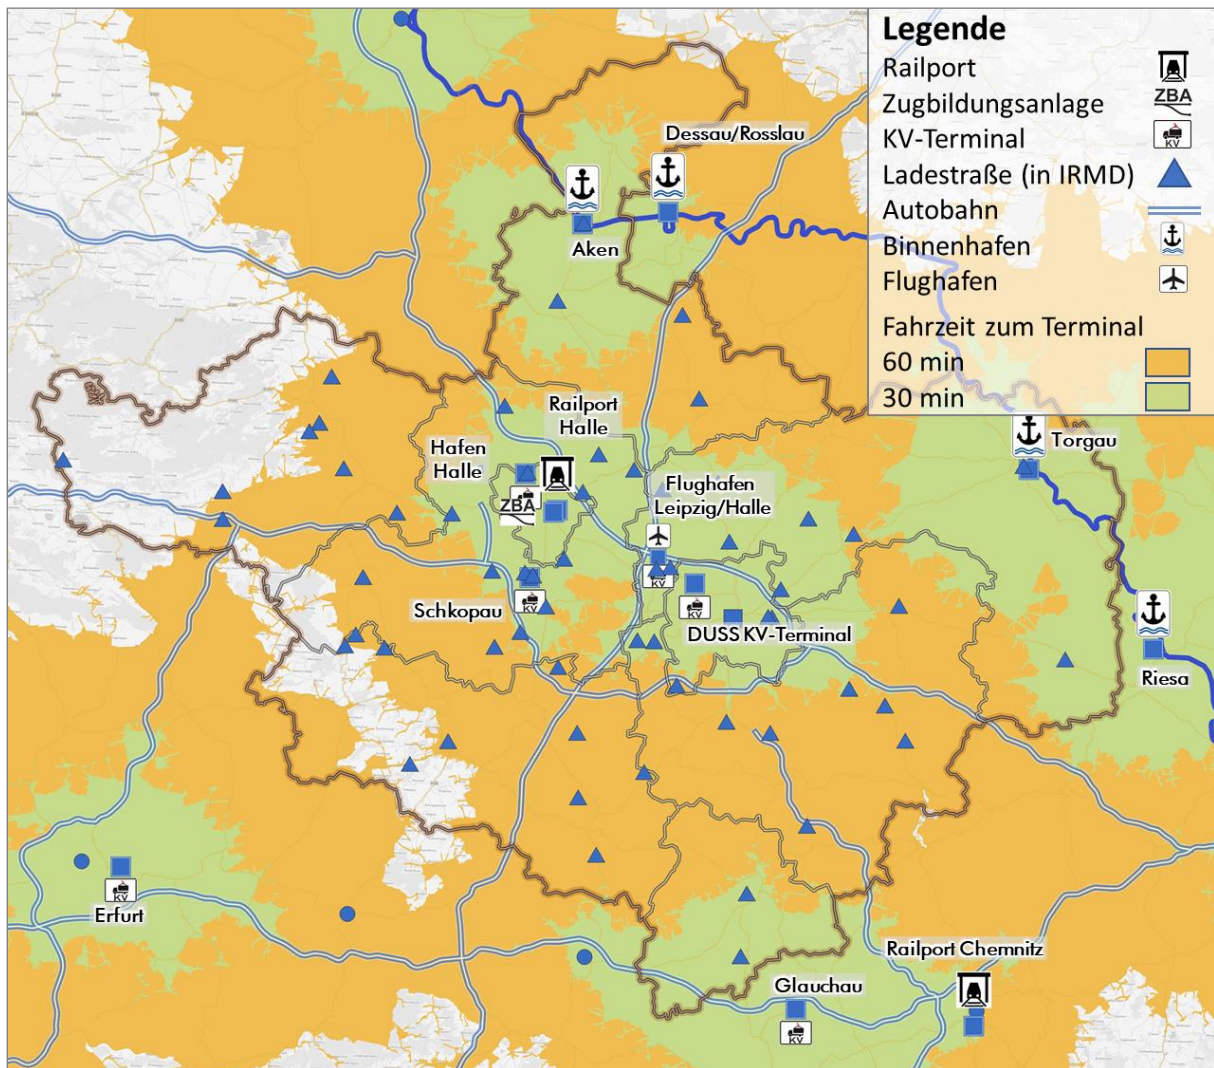 Legende
Railport
Zugbildungsanlage
ZBA
KV-Terminal
KV
Ladestraße (in IRMD)
Autobahn
Binnenhafen
Flughafen
Fahrzeit zum Terminal
60 min
30 min
Dessau/Rosslau
Aken
Railport
Halle
Hafen
Halle
ZBA
Torgau
Flughafen
Leipzig/Halle
KV
Schkopau
KV
KV
DUSS KV-Terminal
Riesa
KV
Erfurt
Railport Chemnitz
Glauchau
KV